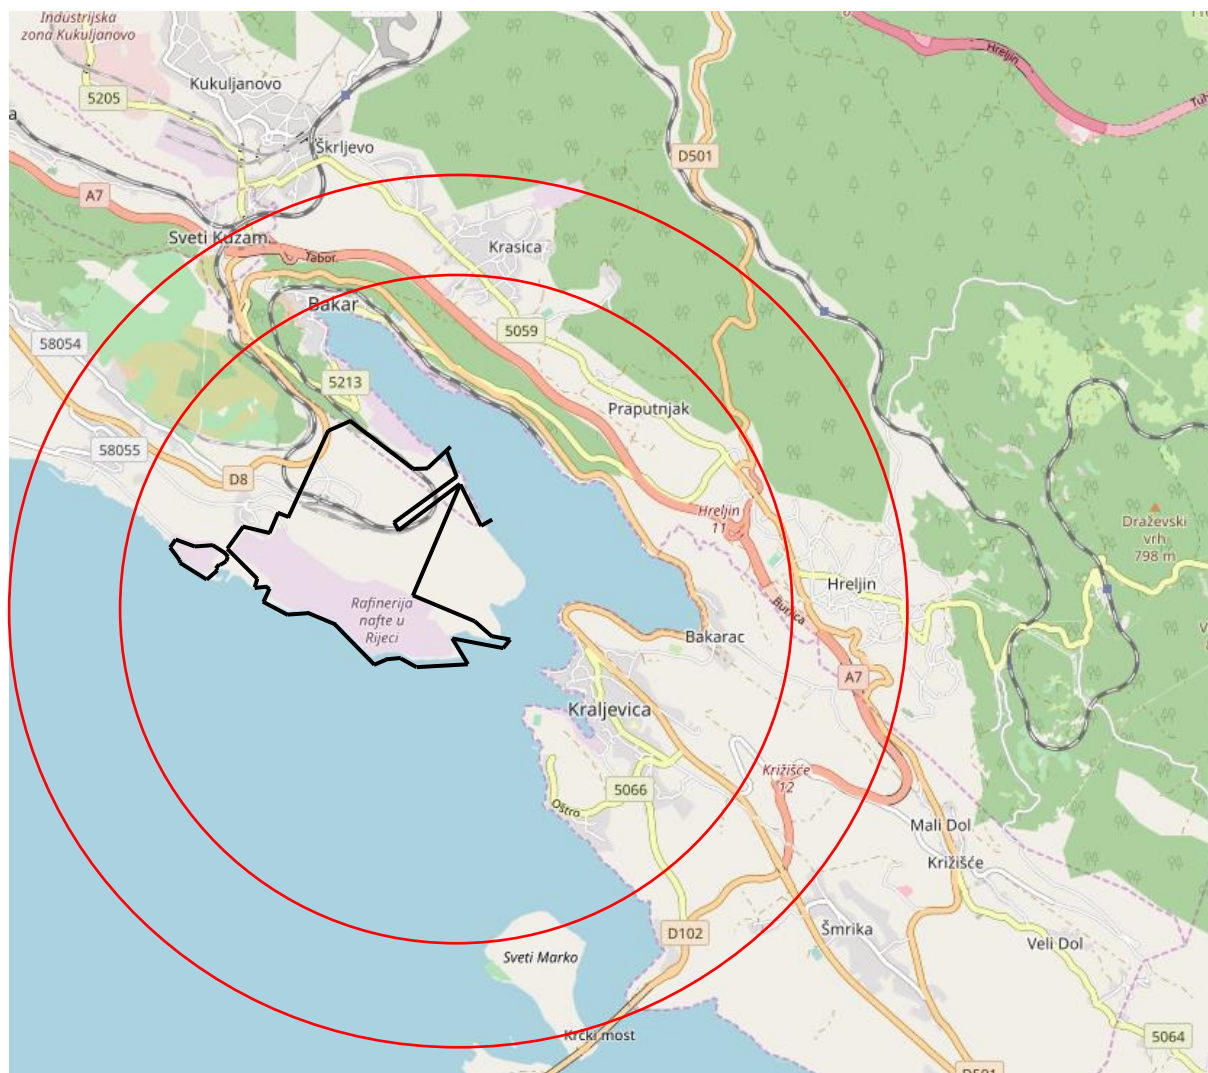 Industrijska
zona Kukuljanovo
Kukuljanovo
5205
Škrljevo
D501
Hreljin
A7
Sveti Kuzam
Krasica
Tabor
Bakar
5059
58054
5213
Praputnjak
58055
D8
Hreljin
11
Draževski
vrh
798 m
Hreljin
Burica
Rafinerija
nafte u
Rijeci
Bakarac
A7
Kraljevica
Križišće
12
5066
Oštro
Mali Dol
Križišće
D102
Šmrika
Veli Dol
Sveti Marko
Krčki most
5064
D501